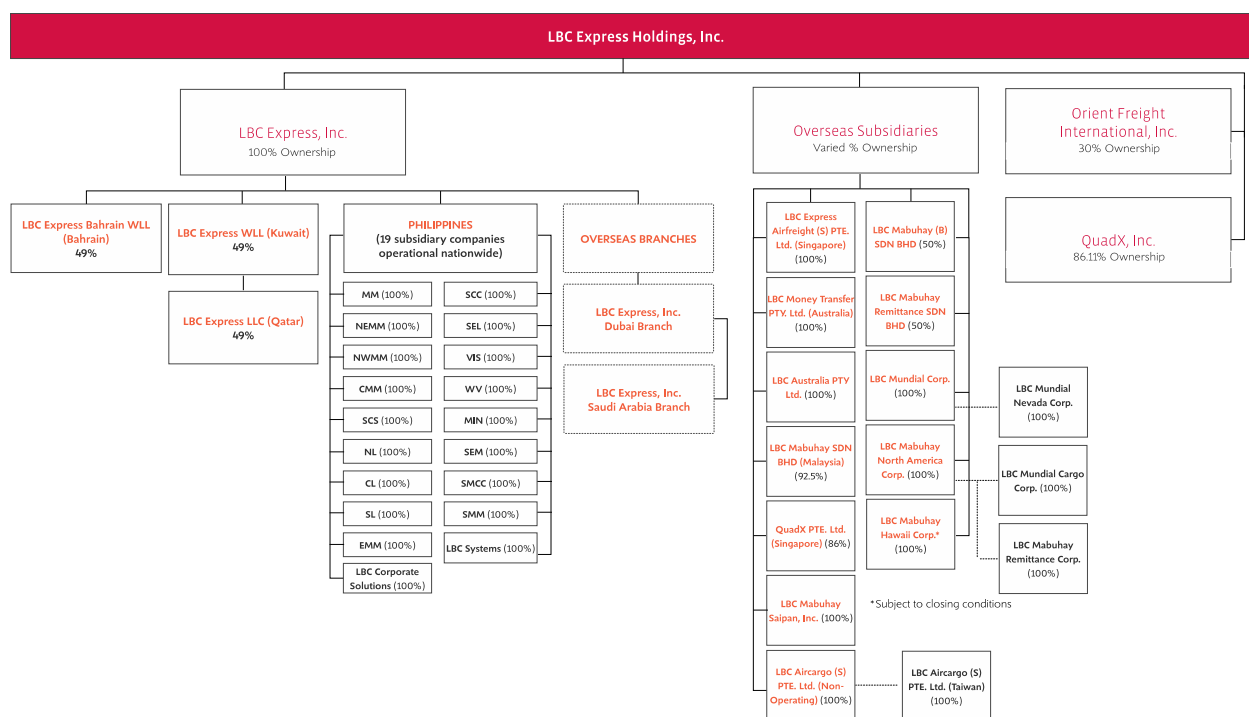 LBC Express Holdings, Inc.
LBC Express, Inc.
100% Ownership
Overseas Subsidiaries
Varied % Ownership
Orient Freight
International, Inc.
30% Ownership
QuadX, Inc.
86.11% Ownership
LBC Express Bahrain WLL
(Bahrain)
49%
LBC Express WLL (Kuwait)
49%
LBC Express LLC (Qatar)
49%
PHILIPPINES
(19 subsidiary companies
operational nationwide)
MM (100%)
NEMM (100%)
NWMM (100%)
CMM (100%)
SCS (100%)
NL (100%)
CL (100%)
SL (100%)
EMM (100%)
LBC Corporate
Solutions (100%)
SCC (100%)
SEL (100%)
VIS (100%)
WV (100%)
MIN (100%)
SEM (100%)
SMCC (100%)
SMM (100%)
LBC Systems (100%)
OVERSEAS BRANCHES
LBC Express, Inc.
Dubai Branch
LBC Express, Inc.
Saudi Arabia Branch
LBC Express
Airfreight (S) PTE.
Ltd. (Singapore)
(100%)
LBC Money Transfer
PTY. Ltd. (Australia)
(100%)
LBC Australia PTY
Ltd. (100%)
LBC Mabuhay SDN
BHD (Malaysia)
(92.5%)
QuadX PTE. Ltd.
(Singapore) (86%)
LBC Mabuhay
Saipan, Inc. (100%)
LBC Aircargo (S)
PTE. Ltd. (Non-
Operating) (100%)
LBC Mabuhay (B)
SDN BHD (50%)
LBC Mabuhay
Remittance SDN
BHD (50%)
LBC Mundial Corp.
(100%)
LBC Mabuhay
North America
Corp. (100%)
LBC Mabuhay
Hawaii Corp.*
(100%)
*Subject to closing conditions
LBC Aircargo (S)
PTE. Ltd. (Taiwan)
(100%)
LBC Mundial
Nevada Corp.
(100%)
LBC Mundial Cargo
Corp. (100%)
LBC Mabuhay
Remittance Corp.
(100%)